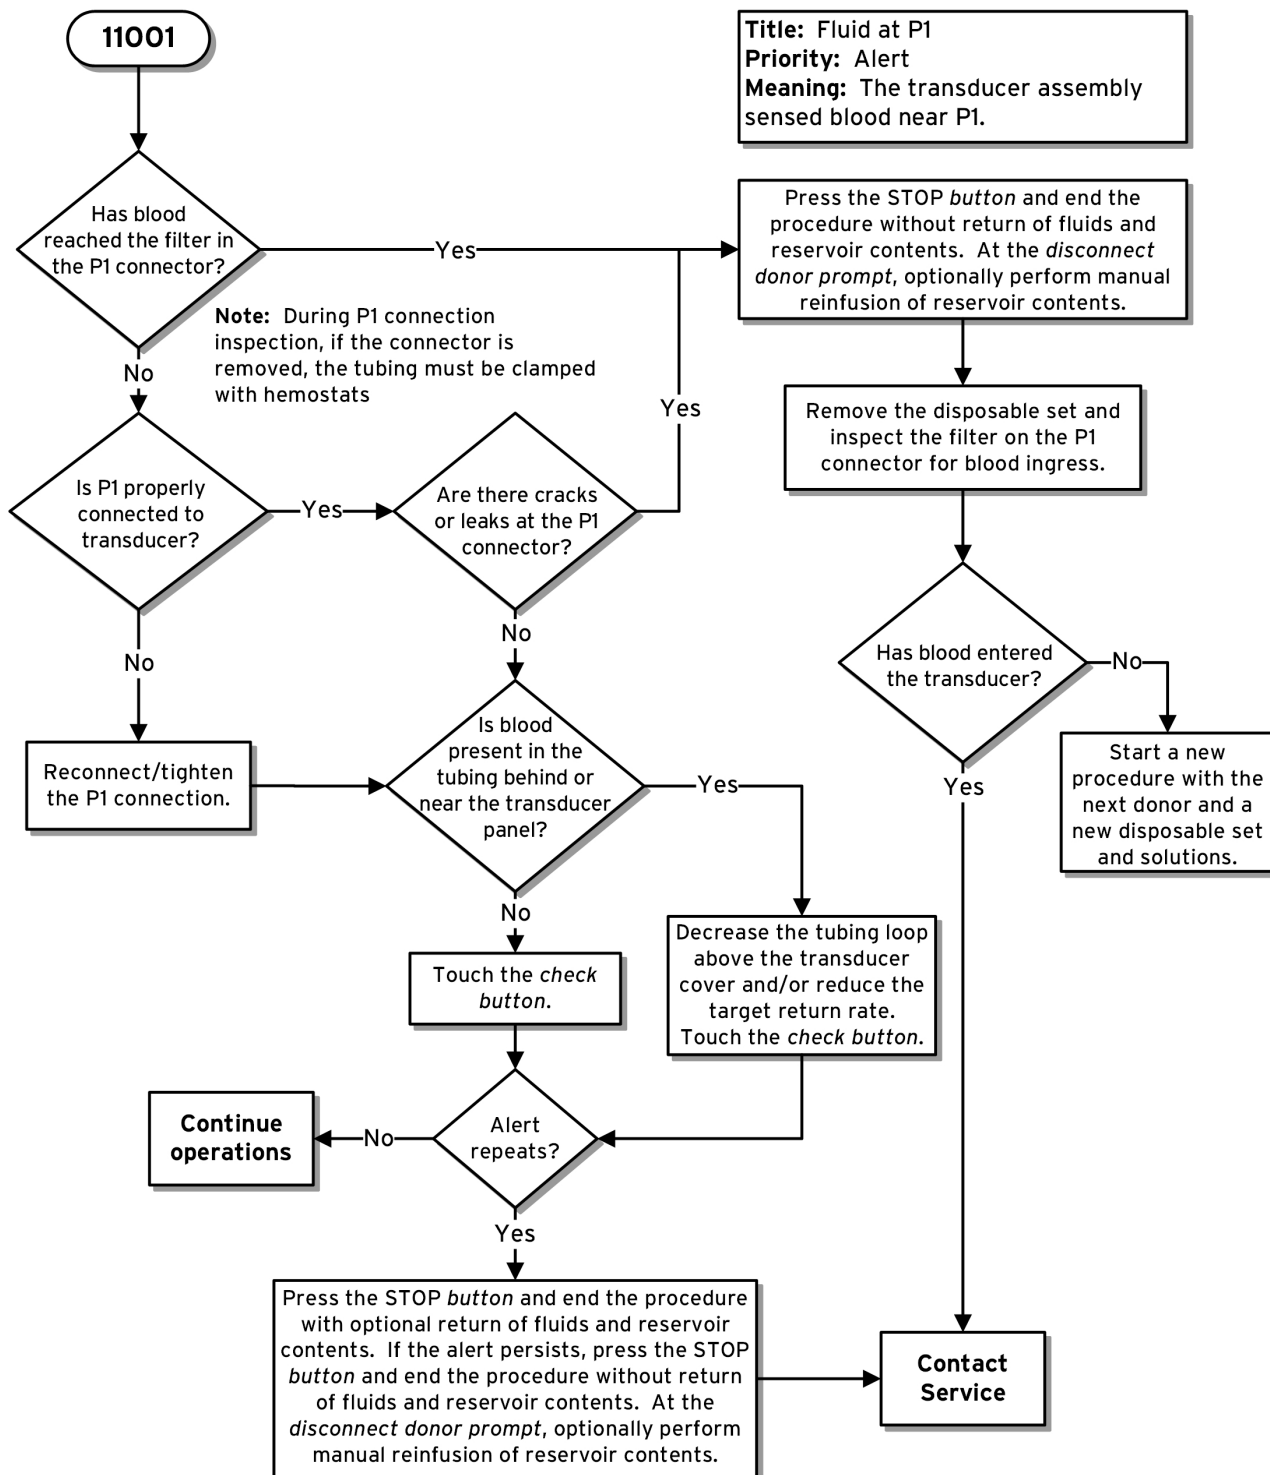 11001
Title: Fluid at P1
Priority: Alert
Meaning: The transducer assembly
sensed blood near P1.
Has blood
reached the filter in
the P1 connector?
Yes
Press the STOP button and end the
procedure without return of fluids and
reservoir contents. At the disconnect
donor prompt, optionally perform manual
reinfusion of reservoir contents.
Note: During P1 connection
inspection, if the connector is
removed, the tubing must be clamped
with hemostats
No
Yes
Remove the disposable set and
inspect the filter on the P1
connector for blood ingress.
Is P1 properly
connected to
transducer?
Yes
Are there cracks
or leaks at the P1
connector?
No
No
Has blood entered
the transducer?
No
Yes
Start a new
procedure with the
next donor and a
new disposable set
and solutions.
Reconnect/tighten
the P1 connection.
Is blood
present in the
tubing behind or
near the transducer
panel?
Yes
No
Decrease the tubing loop
above the transducer
cover and/or reduce the
target return rate.
Touch the check button.
Touch the check
button.
Alert
repeats?
No
Continue
operations
Yes
Press the STOP button and end the procedure
with optional return of fluids and reservoir
contents. If the alert persists, press the STOP
button and end the procedure without return
of fluids and reservoir contents. At the
disconnect donor prompt, optionally perform
manual reinfusion of reservoir contents.
Contact
Service